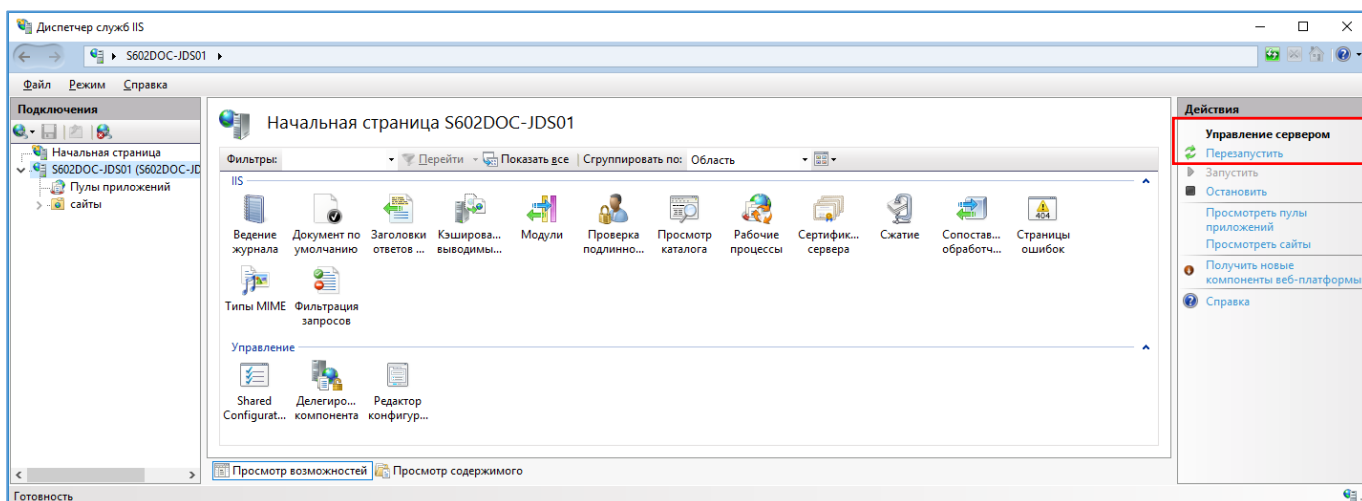 Диспетчер служб IIS
S602DOC-JDS01
Файл Режим Справка
Подключения
Начальная страница
S602DOC-JDS01 (S602DOC-JD
Пулы приложений
сайты
Начальная страница S602DOC-JDS01
Фильтры: Перейти Показать все Сгруппировать по: Область
IIS
Ведение журнала
Документ по умолчанию
Заголовки ответов ...
Кэширова... выводимы...
Модули
Проверка подлинно...
Просмотр каталога
Рабочие процессы
Сертифик... сервера
Сжатие
Сопостав... обработч...
404
Страницы ошибок
Типы MIME
Фильтрация запросов
Управление
Shared Configurat...
Делегиро... компонента
Редактор конфигур...
Просмотр возможностей Просмотр содержимого
Готовность
Действия
Управление сервером
Перезапустить
Запустить
Остановить
Просмотреть пулы
приложений
Просмотреть сайты
Получить новые
компоненты веб-платформы
Справка